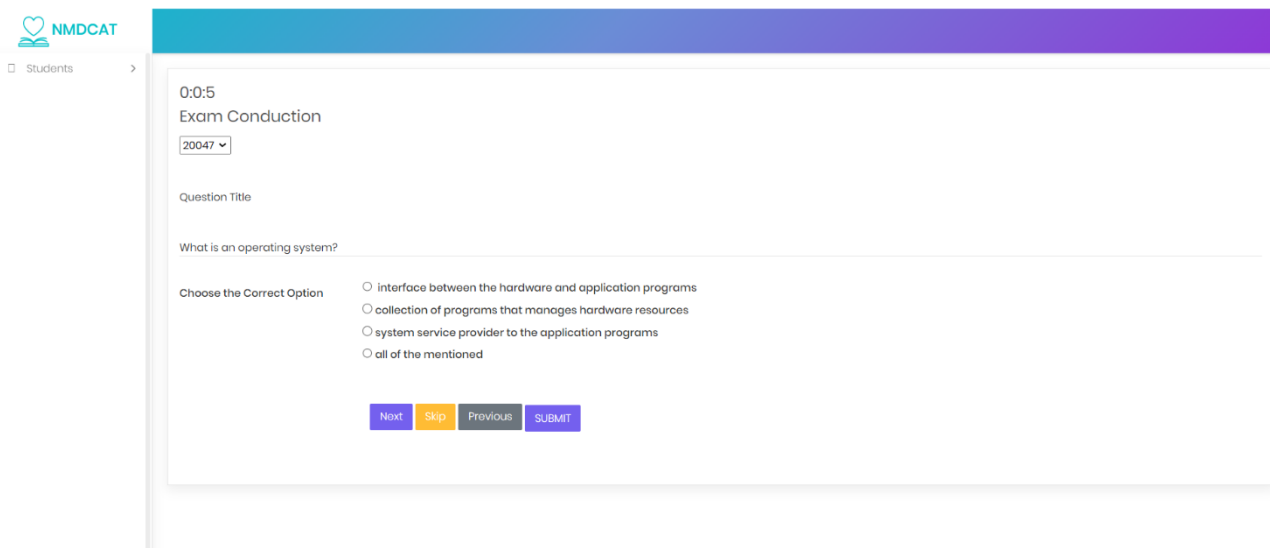 NMDCAT
Students
0:0:5
Exam Conduction
20047
Question Title
What is an operating system?
Choose the Correct Option
interface between the hardware and application programs
collection of programs that manages hardware resources
system service provider to the application programs
all of the mentioned
Next Skip Previous SUBMIT